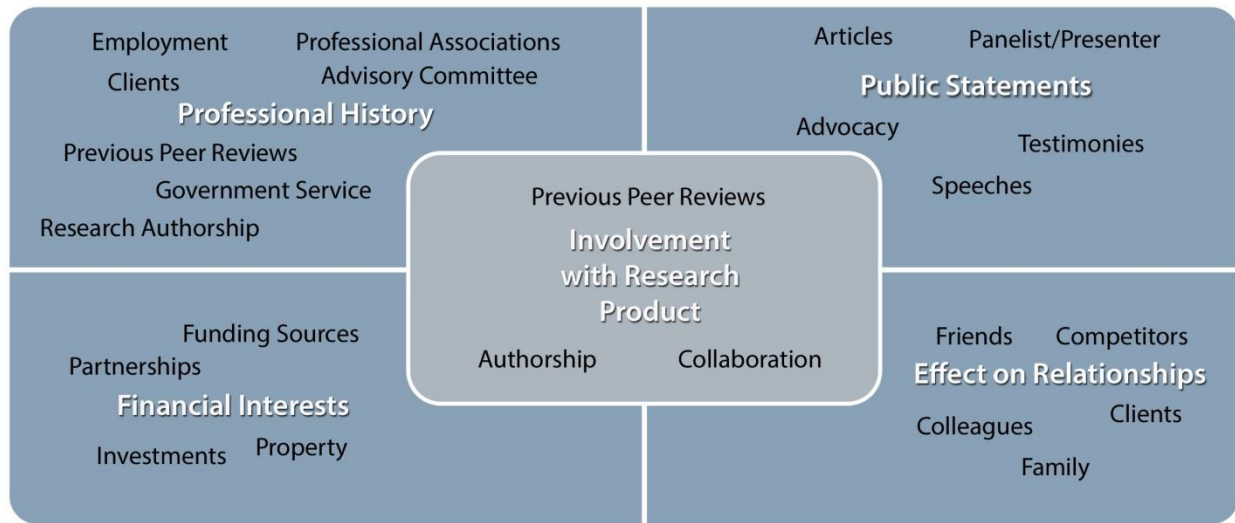 Employment
Professional Associations
Clients
Advisory Committee
Professional History
Previous Peer Reviews
Government Service
Research Authorship
Articles
Panelist/Presenter
Public Statements
Advocacy
Testimonies
Speeches
Previous Peer Reviews
Involvement
with Research
Product
Authorship
Collaboration
Funding Sources
Partnerships
Financial Interests
Investments
Property
Friends
Competitors
Effect on Relationships
Clients
Colleagues
Family